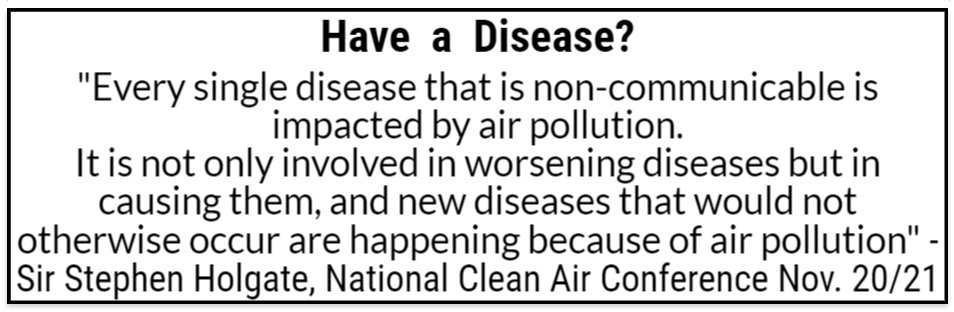 Have a Disease?
"Every single disease that is non-communicable is
impacted by air pollution.
It is not only involved in worsening diseases but in
causing them, and new diseases that would not
otherwise occur are happening because of air pollution" -
Sir Stephen Holgate, National Clean Air Conference Nov. 20/21